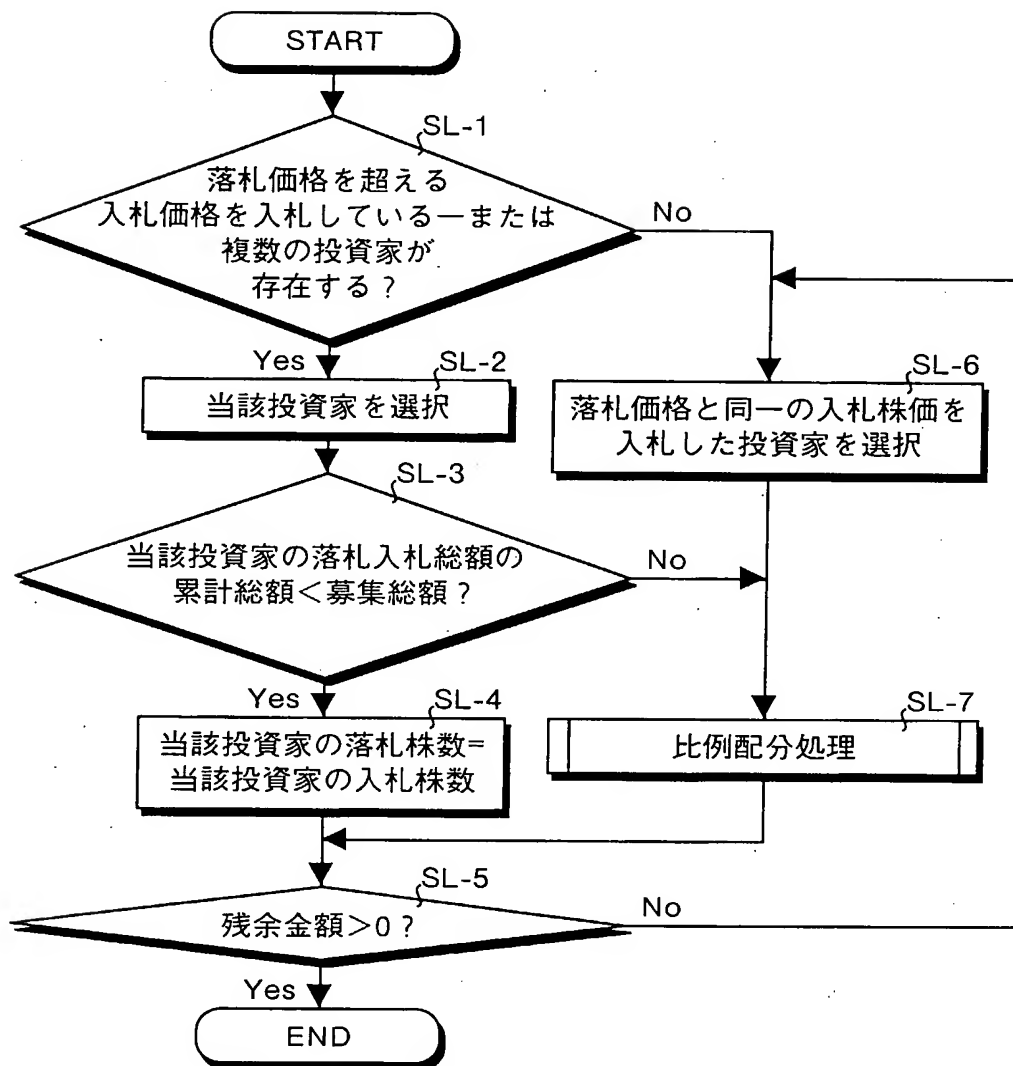 START
SL-1
落札価格を超える
入札価格を入札している一または
複数の投資家が
存在する？
No
Yes
SL-2
当該投資家を選択
SL-6
落札価格と同一の入札株価を
入札した投資家を選択
SL-3
当該投資家の落札入札総額の
累計総額＜募集総額？
No
Yes
SL-4
当該投資家の落札株数=
当該投資家の入札株数
SL-7
比例配分処理
SL-5
残余金額＞0？
No
Yes
END